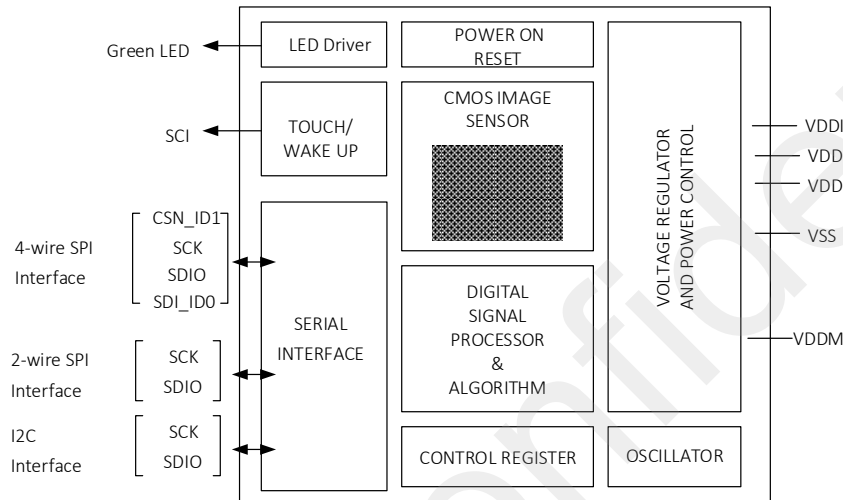 Green LED
LED Driver
POWER ON
RESET
SCI
TOUCH/
WAKE UP
CMOS IMAGE
SENSOR
VOLTAGE REGULATOR
AND POWER CONTROL
VDDI
VDD
VDD
VSS
VDDM
4-wire SPI
Interface
CSN_ID1
SCK
SDIO
SDI_ID0
SERIAL
INTERFACE
DIGITAL
SIGNAL
PROCESSOR
&
ALGORITHM
2-wire SPI
Interface
SCK
SDIO
I2C
Interface
SCK
SDIO
CONTROL REGISTER
OSCILLATOR